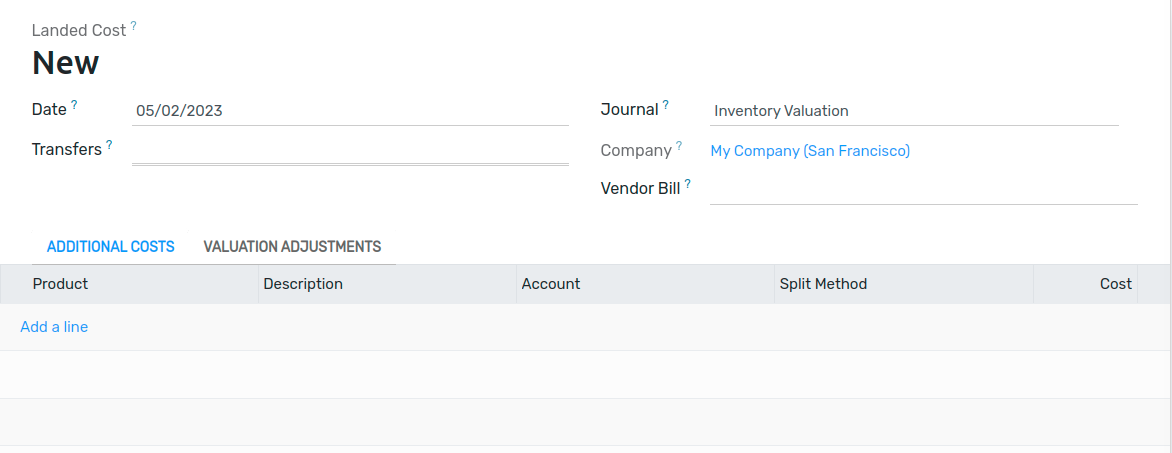 Landed Cost ?
New
Date ? 05/02/2023
Journal ? Inventory Valuation
Transfers ?
Company ? My Company (San Francisco)
Vendor Bill ?
ADDITIONAL COSTS VALUATION ADJUSTMENTS
Product Description Account Split Method Cost
Add a line